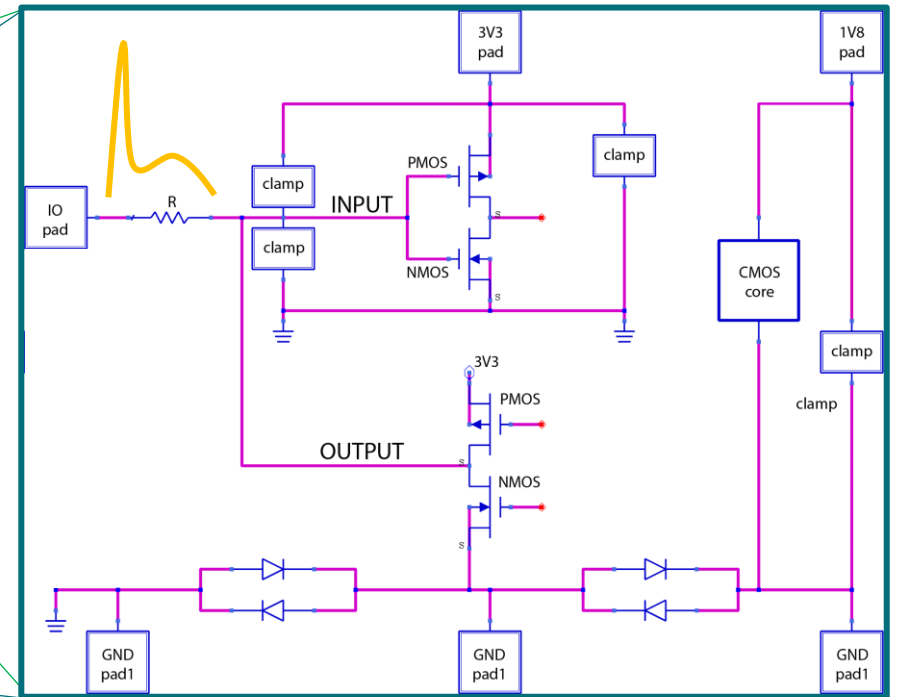 3V3
pad
1V8
pad
PMOS
clamp
clamp
R
IO
pad
INPUT
s
clamp
NMOS
CMOS
core
s
3V3
clamp
PMOS
clamp
OUTPUT
s
NMOS
s
GND
pad1
GND
pad1
GND
pad1